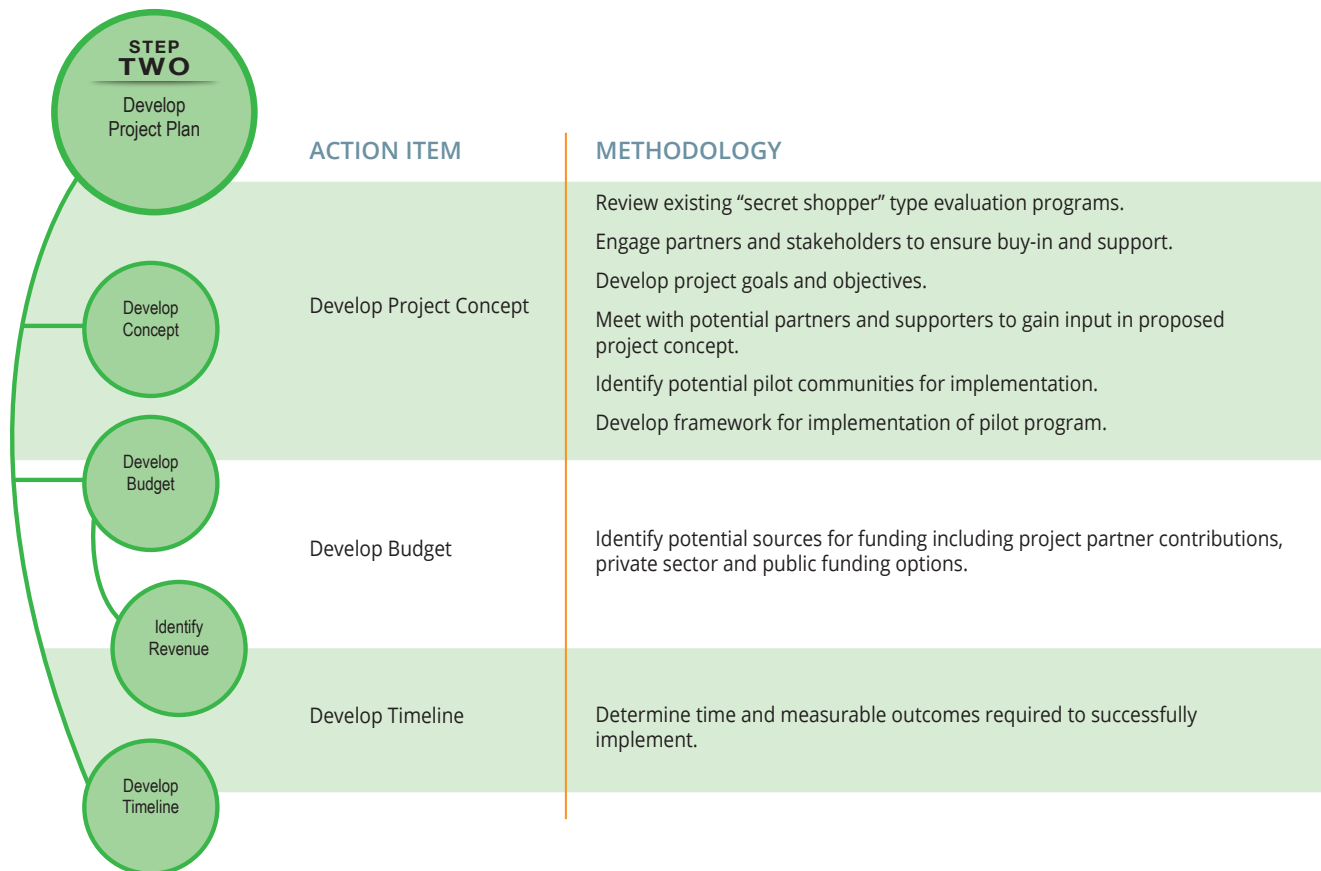 STEP
TWO
Develop
Project Plan
ACTION ITEM
METHODOLOGY
Develop
Concept
Develop Project Concept
Review existing “secret shopper” type evaluation programs.
Engage partners and stakeholders to ensure buy-in and support.
Develop project goals and objectives.
Meet with potential partners and supporters to gain input in proposed
project concept.
Identify potential pilot communities for implementation.
Develop framework for implementation of pilot program.
Develop
Budget
Develop Budget
Identify potential sources for funding including project partner contributions,
private sector and public funding options.
Identify
Revenue
Develop Timeline
Determine time and measurable outcomes required to successfully
implement.
Develop
Timeline